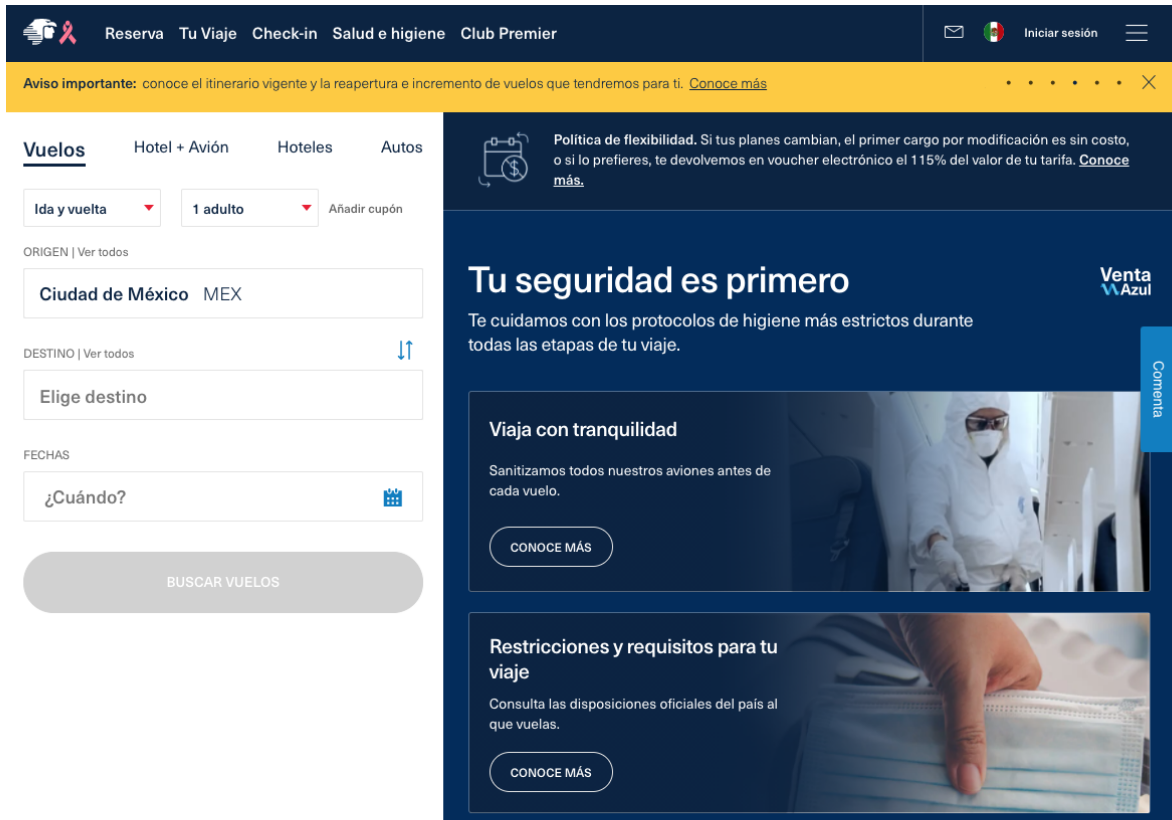 Reserva Tu Viaje Check-in Salud e higiene Club Premier
Iniciar sesión
Aviso importante: conoce el itinerario vigente y la reapertura e incremento de vuelos que tendremos para ti. Conoce más
Vuelos Hotel + Avión Hoteles Autos
Ida y vuelta 1 adulto Añadir cupón
ORIGEN | Ver todos
Ciudad de México MEX
DESTINO | Ver todos
Elige destino
FECHAS
¿Cuándo?
BUSCAR VUELOS
Política de flexibilidad. Si tus planes cambian, el primer cargo por modificación es sin costo,
o si lo prefieres, te devolvemos en voucher electrónico el 115% del valor de tu tarifa. Conoce
más.
Tu seguridad es primero
Te cuidamos con los protocolos de higiene más estrictos durante
todas las etapas de tu viaje.
Venta
Azul
Comenta
Viaja con tranquilidad
Sanitizamos todos nuestros aviones antes de
cada vuelo.
CONOCE MÁS
Restricciones y requisitos para tu
viaje
Consulta las disposiciones oficiales del país al
que vuelas.
CONOCE MÁS